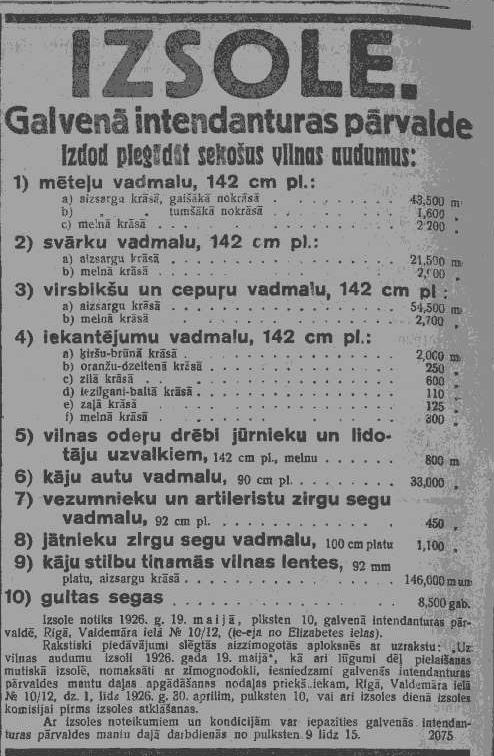 IZSOLE.
Galvenā intendanturas pārvalde
Izdod piegādāt sekošus vilnas audumus:
1) mēteļu vadmalu, 142 cm pl.:
a) aizsargu krāsā, gaišākā nokrāsā . . . . . . . . 43,500 m
b) „ „ tumšākā nokrāsā . . . . . . . . 1,600 „
c) melnā krāsā . . . . . . . . 2 200 „
2) svārku vadmalu, 142 cm pl.:
a) aizsargu krāsā . . . . . . . . 21,500 m
b) melnā krāsā . . . . . . . .
3) virsbikšu un cepuŗu vadmalu, 142 cm pl :
a) aizsargu krāsā . . . . . . . . 54,500 m
b) melnā krāsā . . . . . . . . 2,700 „
4) iekantējumu vadmalu, 142 cm pl.:
a) ķiršu-brūnā krāsā . . . . . . . . 2,000 m
b) oranžu-dzeltenā krāsā . . . . . . . . 250 „
c) zilā krāsā . . . . . . . . 600 „
d) iezilgani-baltā krāsā . . . . . . . . 110 „
e) zaļā krāsā . . . . . . . . 125 „
f) melnā krāsā . . . . . . . . 300 „
5) vilnas oderu drēbi jūrnieku un lido-
tāju uzvalkiem, 142 cm pl., melnu . . . . 800 m
6) kāju autu vadmalu, 90 cm pl. . . . . . . 33,000 „
7) vezumnieku un artileristu zirgu segu
vadmalu, 92 cm pl. . . . . . . . . 450 „
8) jātnieku zirgu segu vadmalu, 100 cm platu 1,100 „
9) kāju stilbu tinamās vilnas lentes, 92 mm
platu, aizsargu krāsā . . . . . . . . 146,000 m um
10) gultas segas . . . . . . . . 8,500 gab.
Izsole notiks 1926. g. 19. maijā, plksten 10, galvenā intendanturas pār-
valdē, Rīgā, Valdemāra ielā № 10/12, (ie-eja no Elizabetes ielas).
Rakstiski piedāvājumi slēgtās aizzīmogotās aploksnēs ar uzrakstu: „Uz
vilnas audumu izsoli 1926. gada 19. maijā“, kā arī lūgumi dēļ pielaišanas
mutiskā izsolē, nomaksāti ar zīmognodokli, iesniedzami galvenās intendanturas
pārvaldes mantu daļas apgādāšanas nodaļas priekšniekam, Rīgā, Valdemāra ielā
№ 10/12, dz. 1, līdz 1926. g. 30. aprīlim, pulksten 10, vai arī izsoles dienā izsoles
komisijai pirms izsoles atklāšanas.
Ar izsoles noteikumiem un kondicijām var iepazīties galvenās intendan-
turas pārvaldes mantu daļā darbdienās no pulksten 9 līdz 15. 2075